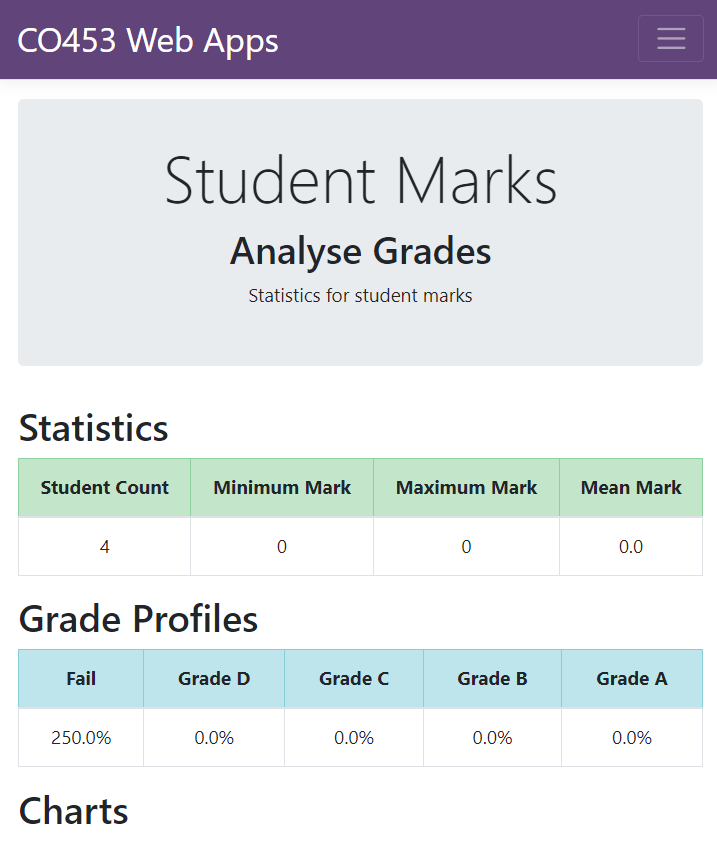 CO453 Web Apps
Student Marks
Analyse Grades
Statistics for student marks
Statistics
Student Count Minimum Mark Maximum Mark Mean Mark
4 0 0 0.0
Grade Profiles
Fail Grade D Grade C Grade B Grade A
250.0% 0.0% 0.0% 0.0% 0.0%
Charts